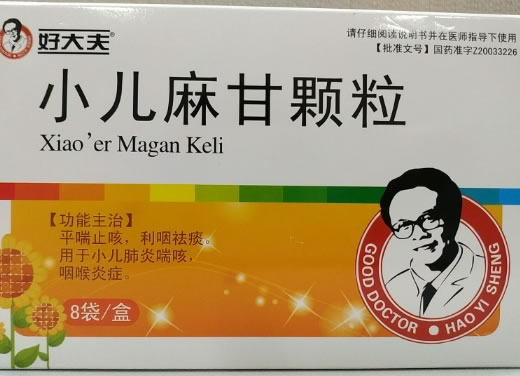 好大夫
请仔细阅读说明书并在医师指导下使用
【批准文号】国药准字Z20033226
小儿麻甘颗粒
Xiao'er Magan Keli
【功能主治】
平喘止咳，利咽祛痰。
用于小儿肺炎喘咳，
咽喉炎症。
8袋/盒
GOOD DOCTOR • HAO YI SHENG